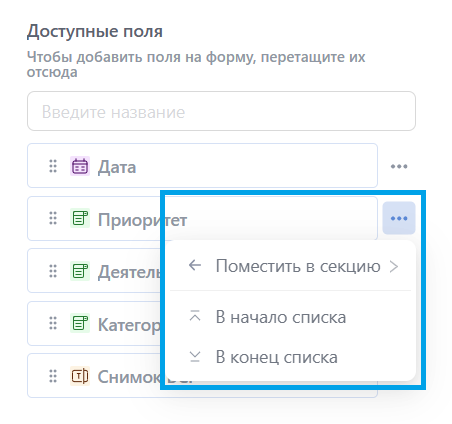 Доступные поля
Чтобы добавить поля на форму, перетащите их
отсюда
Введите название
Дата
Приоритет
Поместить в секцию
Деятель
В начало списка
Категор
В конец списка
Снимок